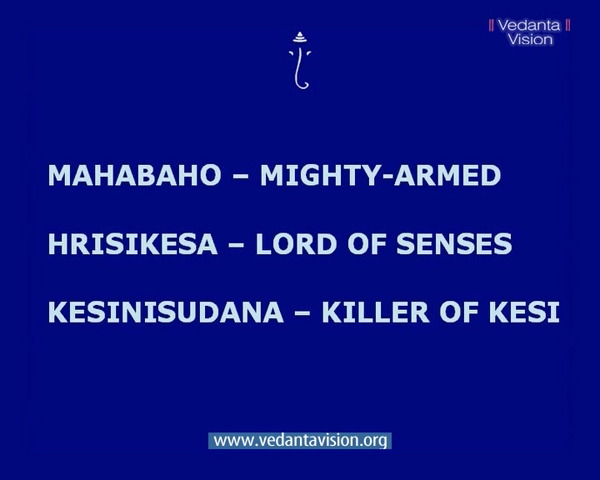 || Vedanta ||
Vision
MAHABAHO – MIGHTY-ARMED
HRISIKESA – LORD OF SENSES
KESINISUDANA – KILLER OF KESI
www.vedantavision.org